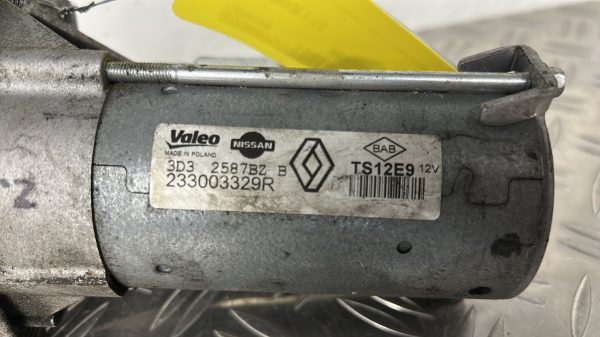 Valeo
MADE IN POLAND
NISSAN
BAB
3D3 2587BZ B
TS12E9 12V
233003329R